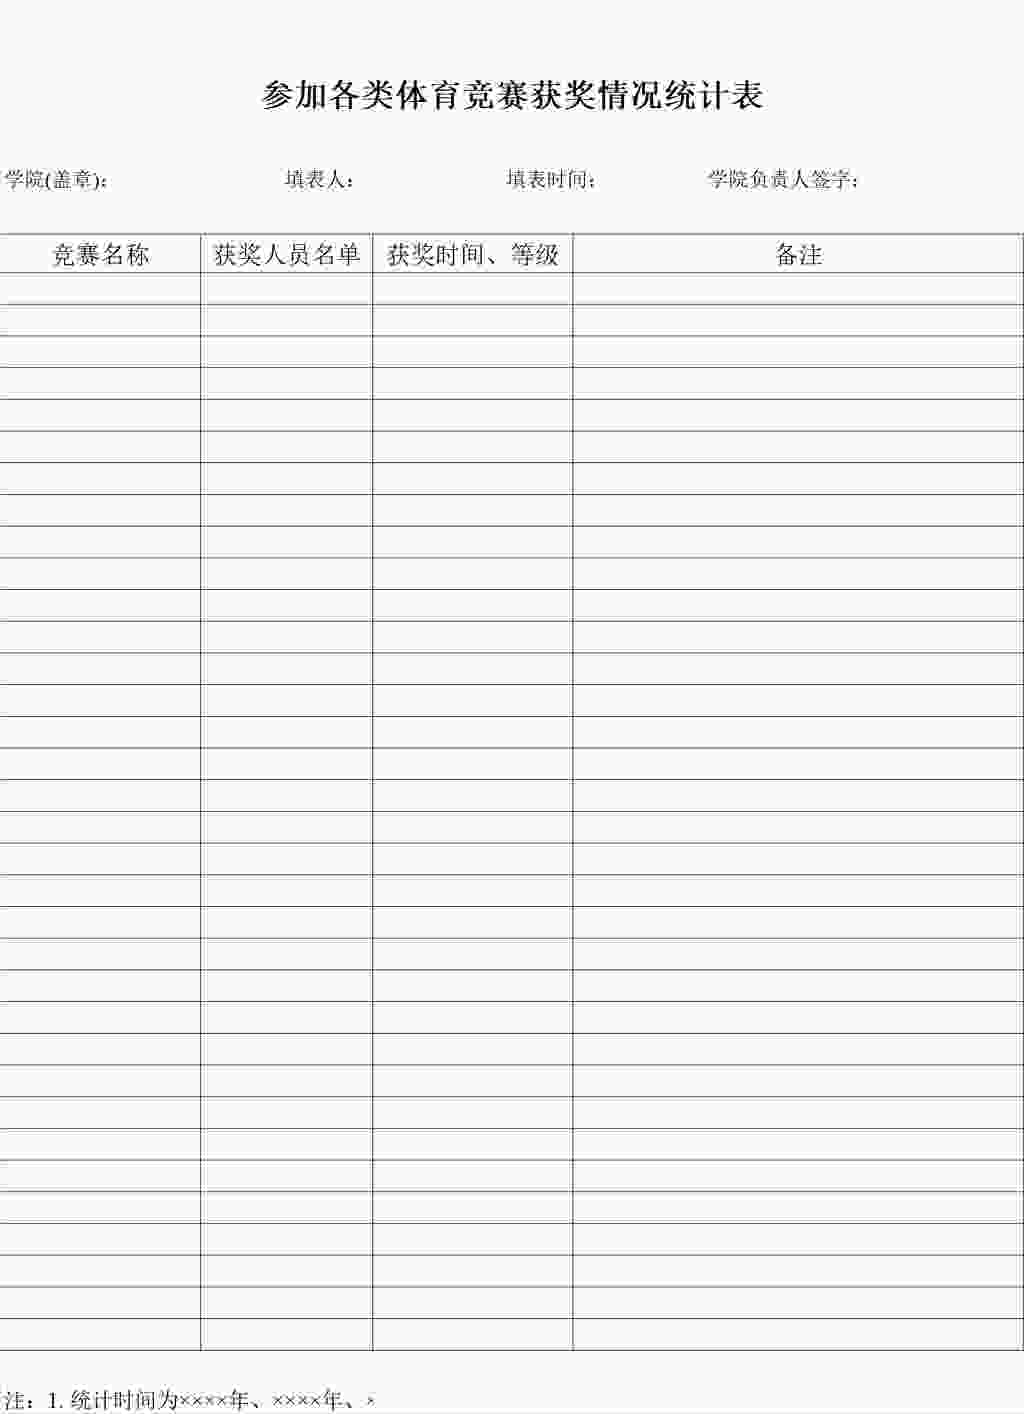 参加各类体育竞赛获奖情况统计表
学院(盖章): 填表人: 填表时间: 学院负责人签字:
竞赛名称 获奖人员名单 获奖时间、等级 备注
注: 1. 统计时间为××××年、××××年、×